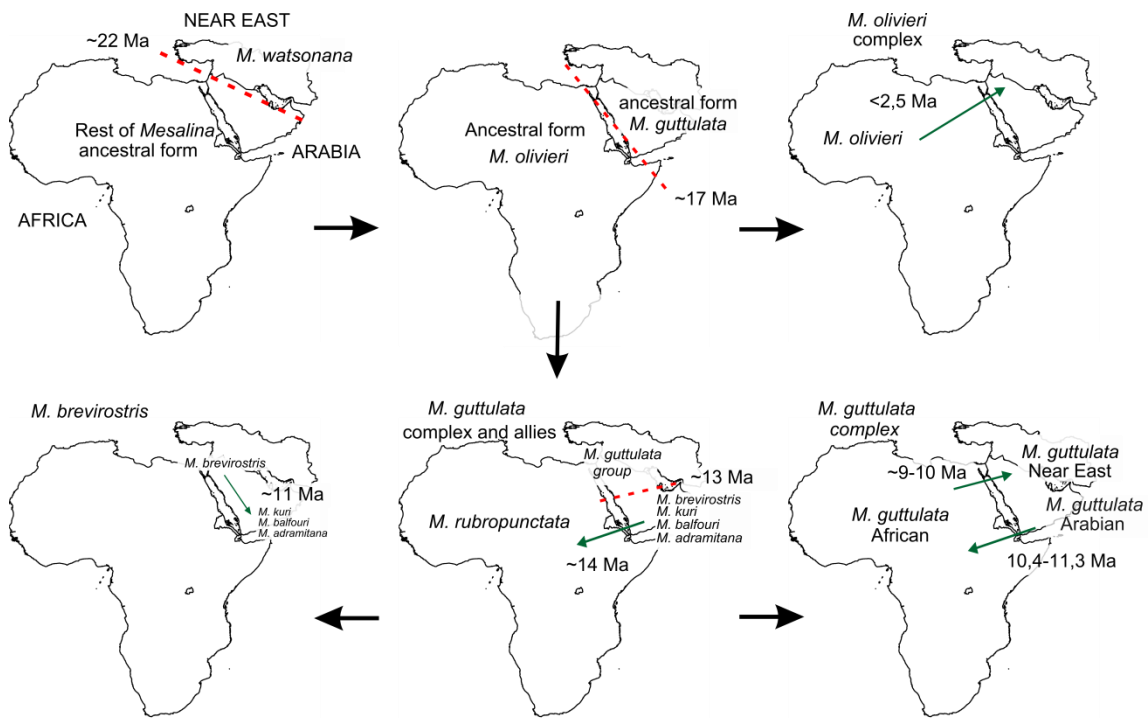 NEAR EAST
~22 Ma
M. watsonana
Rest of Mesalina
ancestral form
ARABIA
AFRICA
ancestral form
M. guttulata
Ancestral form
M. olivieri
~17 Ma
M. olivieri
complex
<2,5 Ma
M. olivieri
M. brevirostris
M. brevirostris
~11 Ma
M. kuri
M. balfouri
M. adramitana
M. guttulata
complex and allies
M. guttulata
group
~13 Ma
M. brevirostris
M. kuri
M. balfouri
M. adramitana
M. rubropunctata
~14 Ma
M. guttulata
complex
~9-10 Ma
M. guttulata
Near East
M. guttulata
Arabian
M. guttulata
African
10,4-11,3 Ma